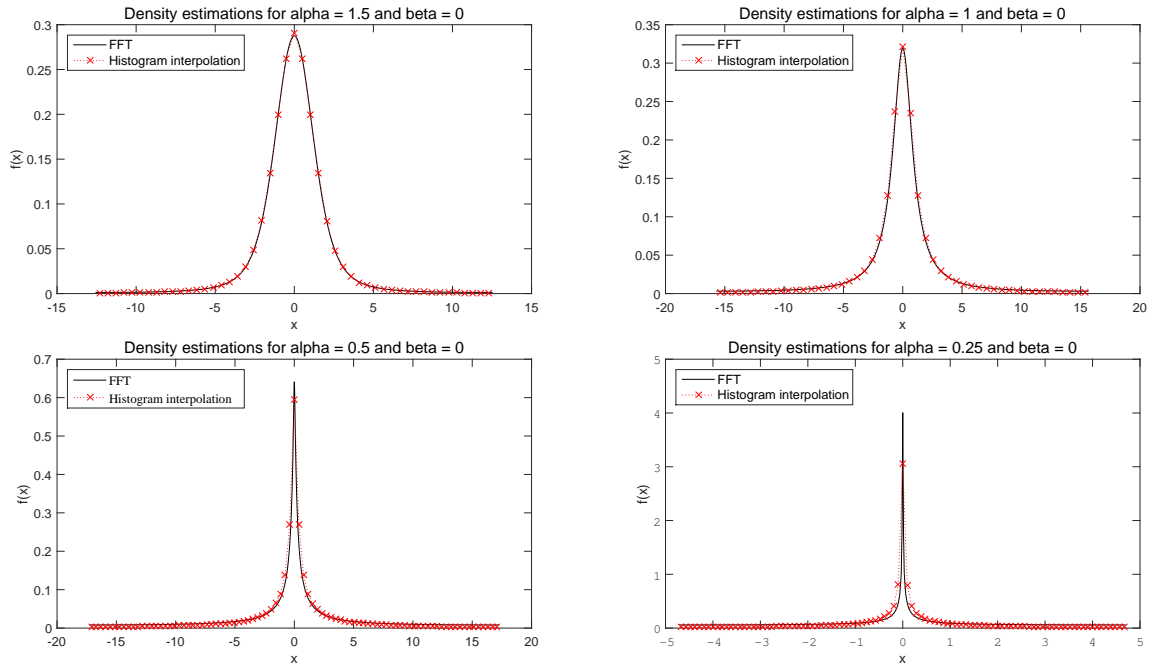 Density estimations for alpha = 1.5 and beta = 0
FFT
Histogram interpolation
f(x)
0.3
0.25
0.2
0.15
0.1
0.05
0
-15 -10 -5 0 5 10 15
x
Density estimations for alpha = 1 and beta = 0
FFT
Histogram interpolation
f(x)
0.35
0.3
0.25
0.2
0.15
0.1
0.05
0
-20 -15 -10 -5 0 5 10 15 20
x
Density estimations for alpha = 0.5 and beta = 0
FFT
Histogram interpolation
f(x)
0.7
0.6
0.5
0.4
0.3
0.2
0.1
0
-20 -15 -10 -5 0 5 10 15 20
x
Density estimations for alpha = 0.25 and beta = 0
FFT
Histogram interpolation
f(x)
5
4
3
2
1
0
-5 -4 -3 -2 -1 0 1 2 3 4 5
x